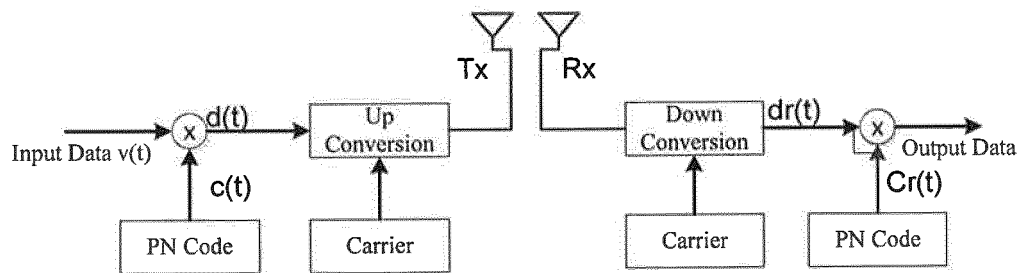 Tx
Rx
d(t)
Up
Conversion
Down
Conversion
dr(t)
x
x
Input Data v(t)
Output Data
c(t)
Cr(t)
PN Code
Carrier
Carrier
PN Code